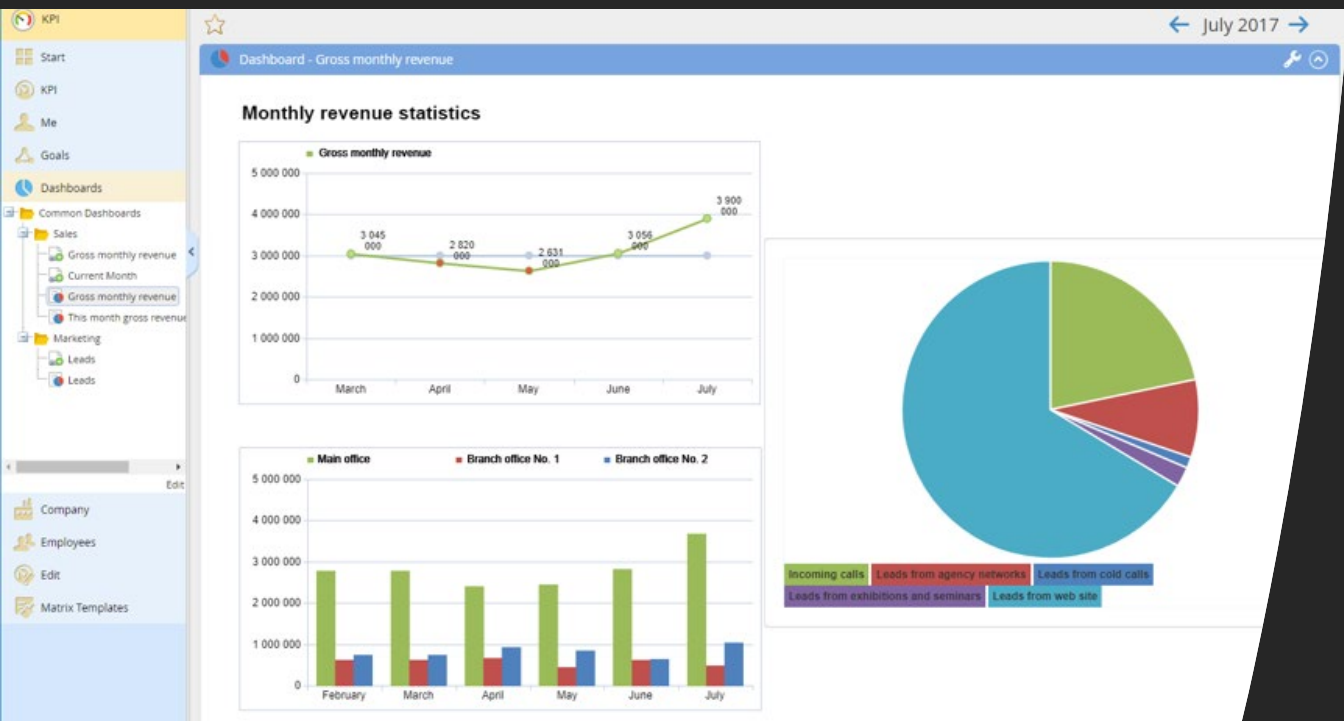 KPI
Start
KPI
Me
Goals
Dashboards
Common Dashboards
Sales
Gross monthly revenue
Current Month
Gross monthly revenue
This month gross revenue
Marketing
Leads
Leads
Edit
Company
Employees
Edit
Matrix Templates
July 2017
Dashboard - Gross monthly revenue
Monthly revenue statistics
Gross monthly revenue
5 000 000
4 000 000
3 000 000
2 000 000
1 000 000
0
3 045
000
2 820
000
2 631
000
3 056
000
3 900
000
March April May June July
Main office Branch office No. 1 Branch office No. 2
5 000 000
4 000 000
3 000 000
2 000 000
1 000 000
0
February March April May June July
Incoming calls Leads from agency networks Leads from cold calls
Leads from exhibitions and seminars Leads from web site